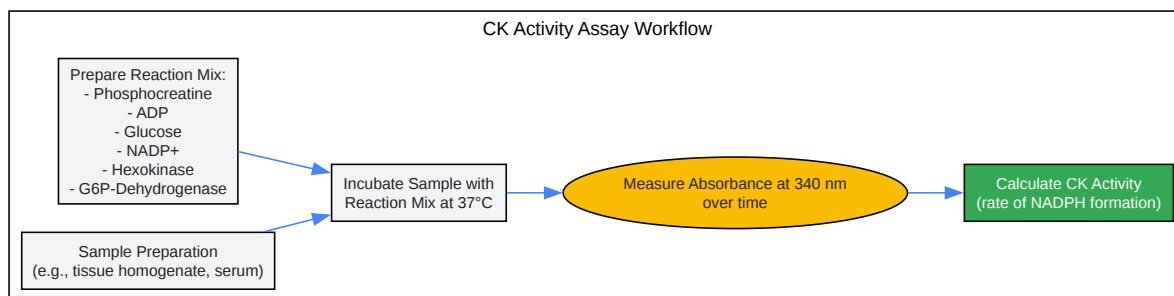 CK Activity Assay Workflow
Prepare Reaction Mix:
- Phosphocreatine
- ADP
- Glucose
- NADP+
- Hexokinase
- G6P-Dehydrogenase
Sample Preparation
(e.g., tissue homogenate, serum)
Incubate Sample with
Reaction Mix at 37°C
Measure Absorbance at 340 nm
over time
Calculate CK Activity
(rate of NADPH formation)